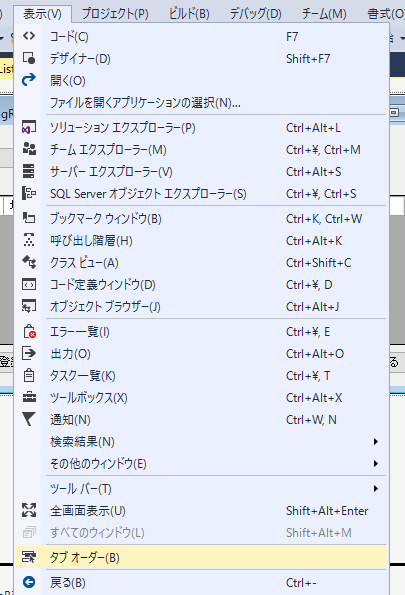 表示(V) プロジェクト(P) ビルド(B) デバッグ(D) チーム(M) 書式(O)
コード(C) F7
デザイナー(D) Shift+F7
開く(O)
ファイルを開くアプリケーションの選択(N)...
ソリューション エクスプローラー(P) Ctrl+Alt+L
チーム エクスプローラー(M) Ctrl+¥, Ctrl+M
サーバー エクスプローラー(V) Ctrl+Alt+S
SQL Server オブジェクト エクスプローラー(S) Ctrl+¥, Ctrl+S
ブックマーク ウィンドウ(B) Ctrl+K, Ctrl+W
呼び出し階層(H) Ctrl+Alt+K
クラス ビュー(A) Ctrl+Shift+C
コード定義ウィンドウ(D) Ctrl+¥, D
オブジェクト ブラウザー(J) Ctrl+Alt+J
エラー一覧(I) Ctrl+¥, E
出力(O) Ctrl+Alt+O
タスク一覧(K) Ctrl+¥, T
ツールボックス(X) Ctrl+Alt+X
通知(N) Ctrl+W, N
検索結果(N)
その他のウィンドウ(E)
ツール バー(T)
全画面表示(U) Shift+Alt+Enter
すべてのウィンドウ(L) Shift+Alt+M
タブ オーダー(B)
戻る(B) Ctrl+-